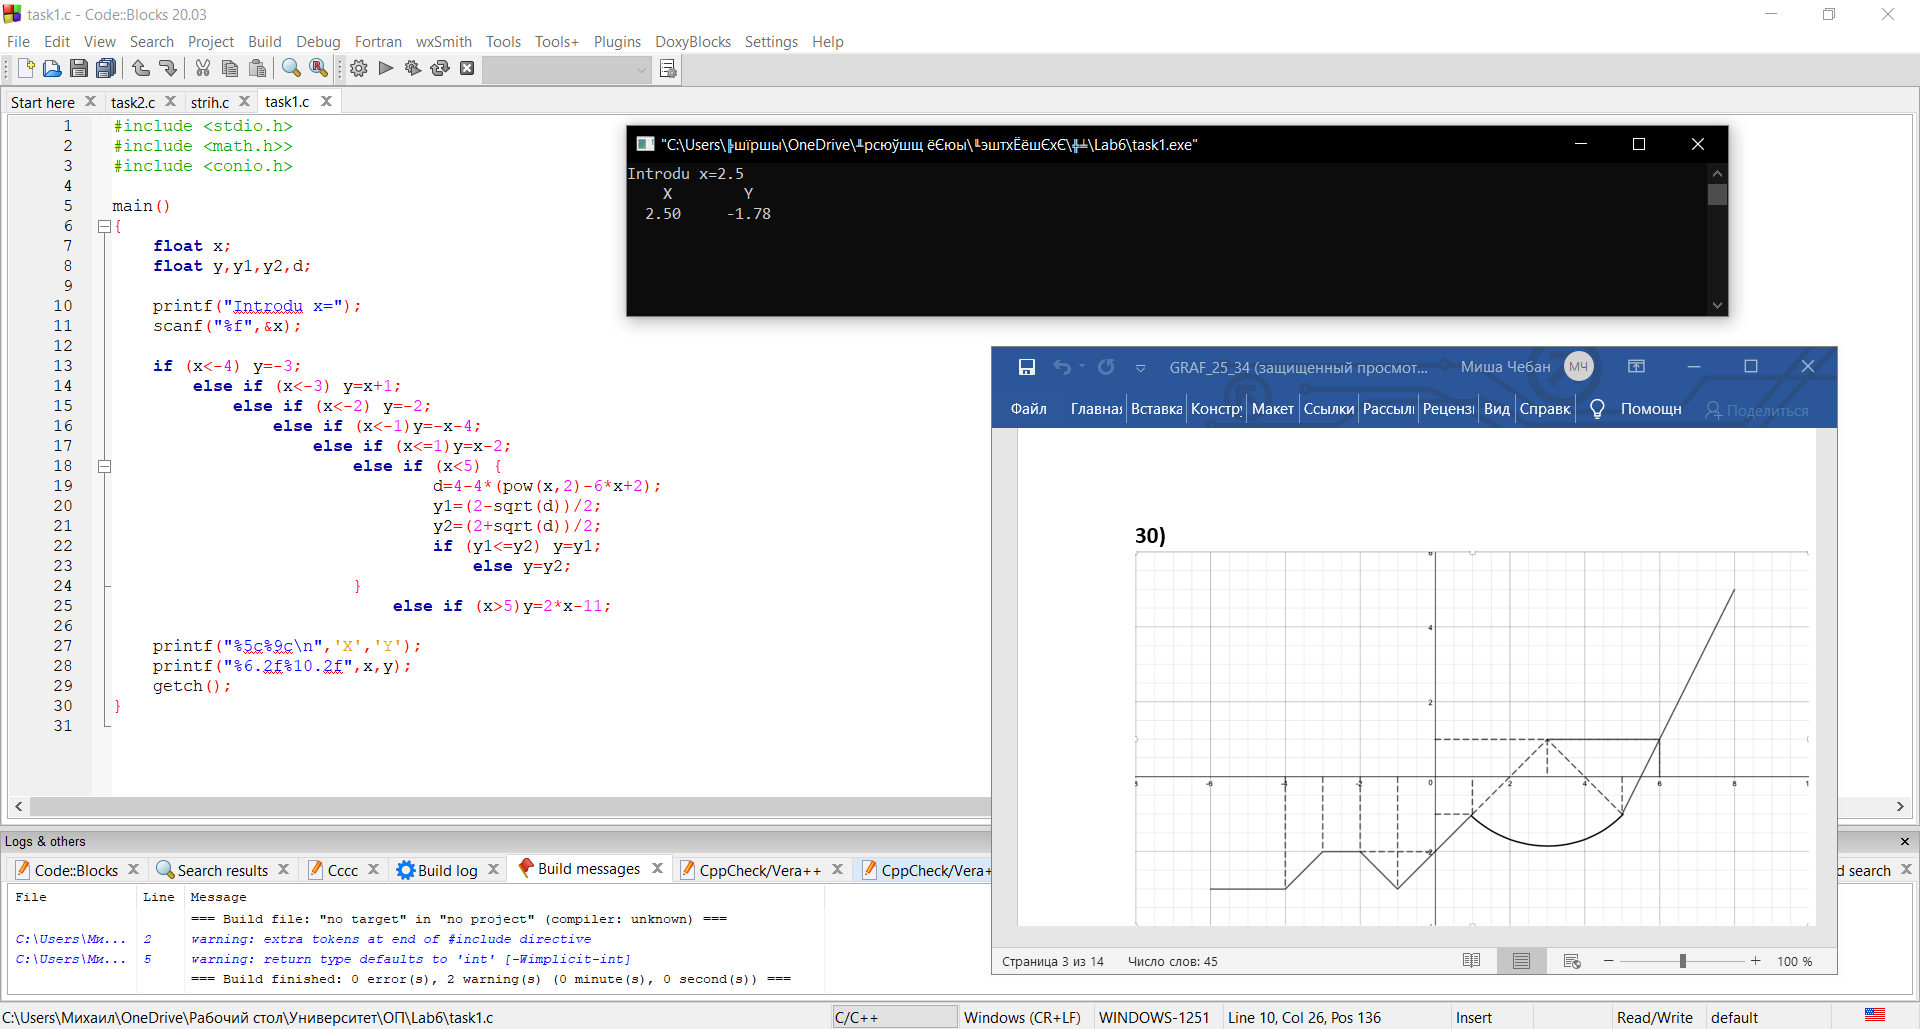 task1.c - Code::Blocks 20.03
File Edit View Search Project Build Debug Fortran wxSmith Tools Tools+ Plugins DoxyBlocks Settings Help
Start here task2.c strih.c task1.c
1 #include <stdio.h>
2 #include <math.h>>
3 #include <conio.h>
4
5 main()
6 {
7 float x;
8 float y,y1,y2,d;
9
10 printf("Introdu x=");
11 scanf("%f",&x);
12
13 if (x<-4) y=-3;
14 else if (x<-3) y=x+1;
15 else if (x<-2) y=-2;
16 else if (x<-1)y=-x-4;
17 else if (x<=1)y=x-2;
18 else if (x<5) {
19 d=4-4*(pow(x,2)-6*x+2);
20 y1=(2-sqrt(d))/2;
21 y2=(2+sqrt(d))/2;
22 if (y1<=y2) y=y1;
23 else y=y2;
24 }
25 else if (x>5)y=2*x-11;
26
27 printf("%5c%9c\n",'X','Y');
28 printf("%6.2f%10.2f",x,y);
29 getch();
30 }
31
"C:\Users\╠шїршы\OneDrive\╨рсюўшщ ёЄюы\╙эштхЁёшЄхЄ\╬╧\Lab6\task1.exe"
Introdu x=2.5
X Y
2.50 -1.78
GRAF_25_34 (защищенный просмот... Миша Чебан МЧ
Файл Главная Вставка Констру Макет Ссылки Рассыл Рецензи Вид Справк Помощн Поделиться
30)
6
4
2
-6 -4 -2 0 2 4 6 8
-2
Страница 3 из 14 Число слов: 45 100 %
Logs & others
Code::Blocks Search results Cccc Build log Build messages CppCheck/Vera++ CppCheck/Vera+ d search
File Line Message
=== Build file: "no target" in "no project" (compiler: unknown) ===
C:\Users\Ми... 2 warning: extra tokens at end of #include directive
C:\Users\Ми... 5 warning: return type defaults to 'int' [-Wimplicit-int]
=== Build finished: 0 error(s), 2 warning(s) (0 minute(s), 0 second(s)) ===
C:\Users\Михаил\OneDrive\Рабочий стол\Университет\ОП\Lab6\task1.c C/C++ Windows (CR+LF) WINDOWS-1251 Line 10, Col 26, Pos 136 Insert Read/Write default